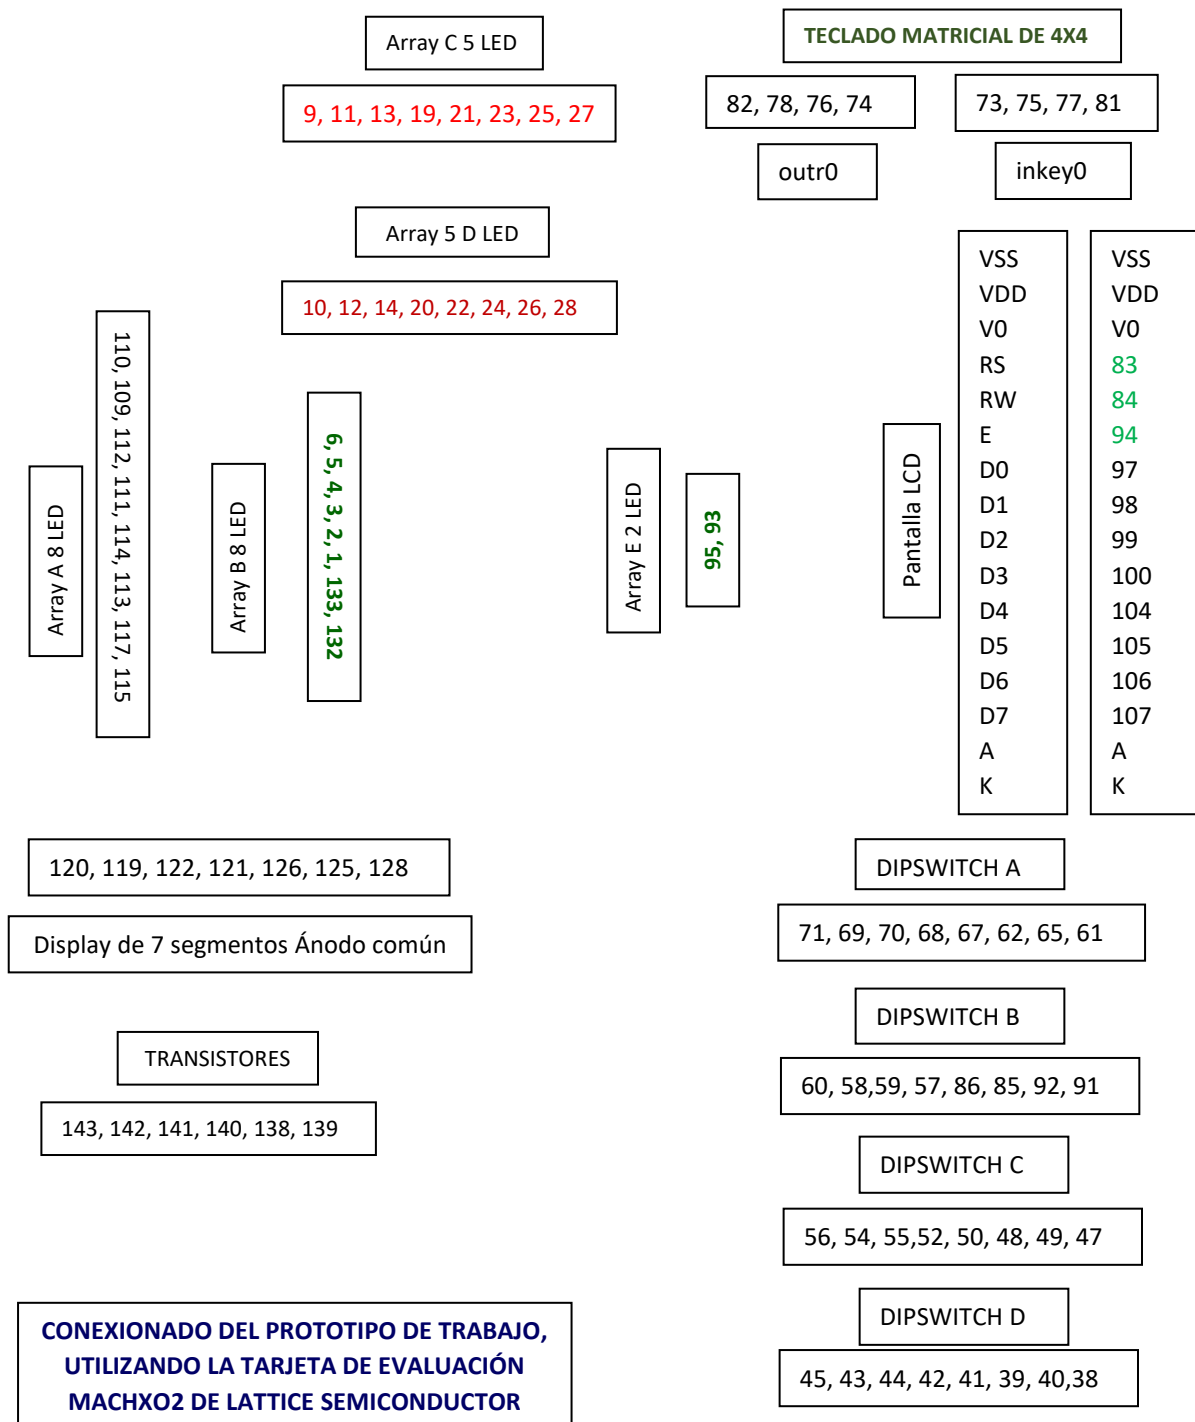 Array C 5 LED
9, 11, 13, 19, 21, 23, 25, 27
TECLADO MATRICIAL DE 4X4
82, 78, 76, 74
73, 75, 77, 81
outr0
inkey0
Array 5 D LED
10, 12, 14, 20, 22, 24, 26, 28
Array A 8 LED
110, 109, 112, 111, 114, 113, 117, 115
Array B 8 LED
6, 5, 4, 3, 2, 1, 133, 132
Array E 2 LED
95, 93
Pantalla LCD
VSS
VDD
V0
RS
RW
E
D0
D1
D2
D3
D4
D5
D6
D7
A
K
VSS
VDD
V0
83
84
94
97
98
99
100
104
105
106
107
A
K
120, 119, 122, 121, 126, 125, 128
Display de 7 segmentos Ánodo común
TRANSISTORES
143, 142, 141, 140, 138, 139
DIPSWITCH A
71, 69, 70, 68, 67, 62, 65, 61
DIPSWITCH B
60, 58,59, 57, 86, 85, 92, 91
DIPSWITCH C
56, 54, 55,52, 50, 48, 49, 47
DIPSWITCH D
45, 43, 44, 42, 41, 39, 40,38
CONEXIONADO DEL PROTOTIPO DE TRABAJO,
UTILIZANDO LA TARJETA DE EVALUACIÓN
MACHXO2 DE LATTICE SEMICONDUCTOR